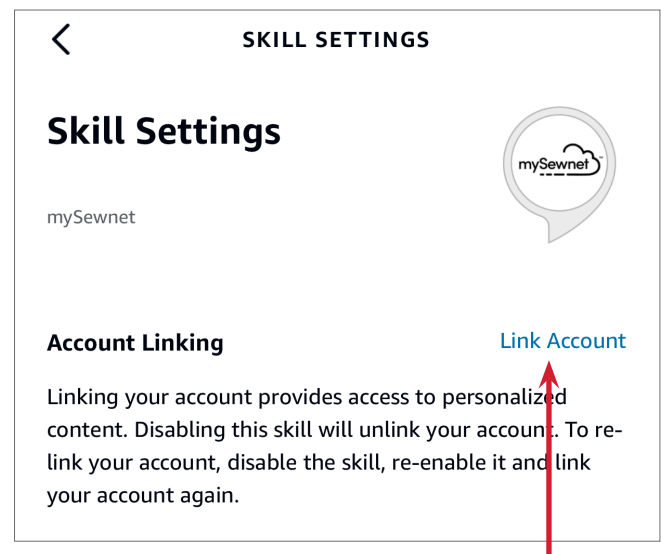 SKILL SETTINGS
Skill Settings
mySewnet™
mySewnet
Account Linking
Link Account
Linking your account provides access to personalized
content. Disabling this skill will unlink your account. To re-
link your account, disable the skill, re-enable it and link
your account again.